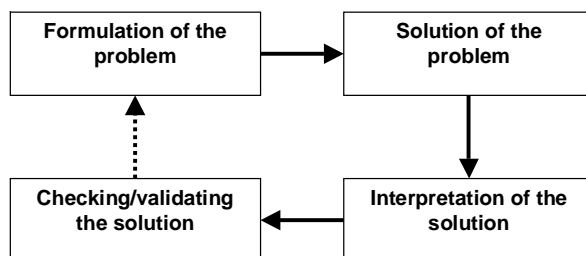 Formulation of the
problem
Solution of the
problem
Checking/validating
the solution
Interpretation of the
solution